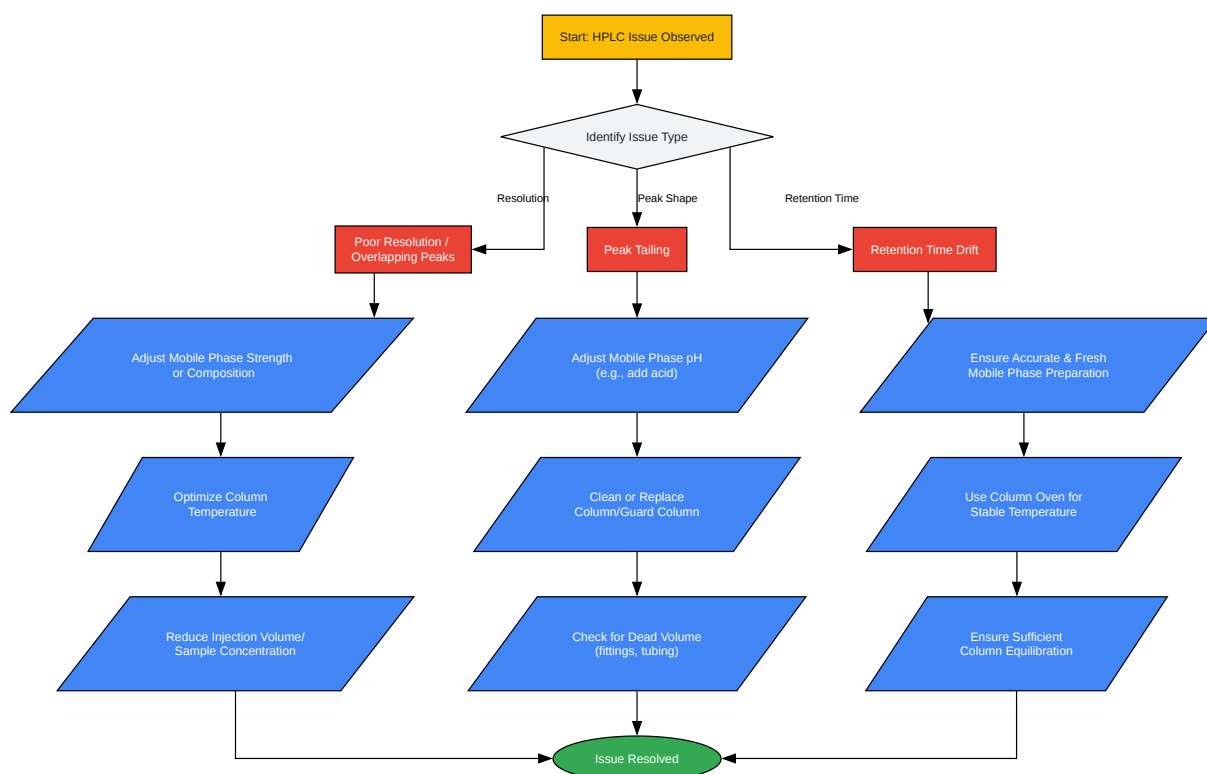 Start: HPLC Issue Observed
Identify Issue Type
Resolution
Peak Shape
Retention Time
Poor Resolution /
Overlapping Peaks
Peak Tailing
Retention Time Drift
Adjust Mobile Phase Strength
or Composition
Adjust Mobile Phase pH
(e.g., add acid)
Ensure Accurate & Fresh
Mobile Phase Preparation
Optimize Column
Temperature
Clean or Replace
Column/Guard Column
Use Column Oven for
Stable Temperature
Reduce Injection Volume/
Sample Concentration
Check for Dead Volume
(fittings, tubing)
Ensure Sufficient
Column Equilibration
Issue Resolved